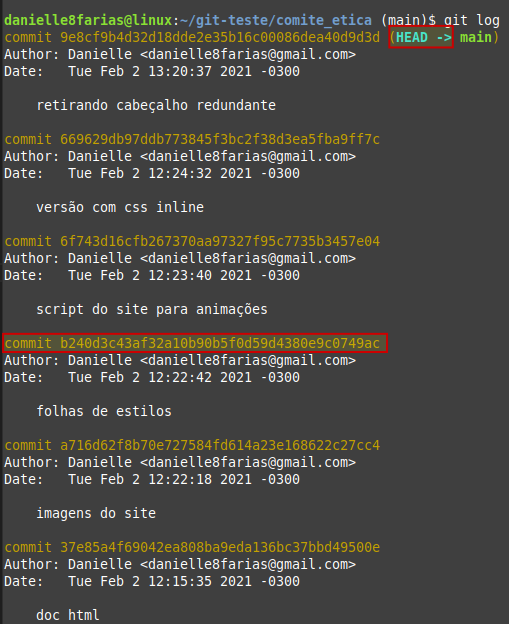 danielle8farias@linux:~/git-teste/comite_etica (main)$ git log
commit 9e8cf9b4d32d18dde2e35b16c00086dea40d9d3d (HEAD -> main)
Author: Danielle <danielle8farias@gmail.com>
Date:   Tue Feb 2 13:20:37 2021 -0300
retirando cabeçalho redundante
commit 669629db97ddb773845f3bc2f38d3ea5fba9ff7c
Author: Danielle <danielle8farias@gmail.com>
Date:   Tue Feb 2 12:24:32 2021 -0300
versão com css inline
commit 6f743d16cfb267370aa97327f95c7735b3457e04
Author: Danielle <danielle8farias@gmail.com>
Date:   Tue Feb 2 12:23:40 2021 -0300
script do site para animações
commit b240d3c43af32a10b90b5f0d59d4380e9c0749ac
Author: Danielle <danielle8farias@gmail.com>
Date:   Tue Feb 2 12:22:42 2021 -0300
folhas de estilos
commit a716d62f8b70e727584fd614a23e168622c27cc4
Author: Danielle <danielle8farias@gmail.com>
Date:   Tue Feb 2 12:22:18 2021 -0300
imagens do site
commit 37e85a4f69042ea808ba9eda136bc37bbd49500e
Author: Danielle <danielle8farias@gmail.com>
Date:   Tue Feb 2 12:15:35 2021 -0300
doc html